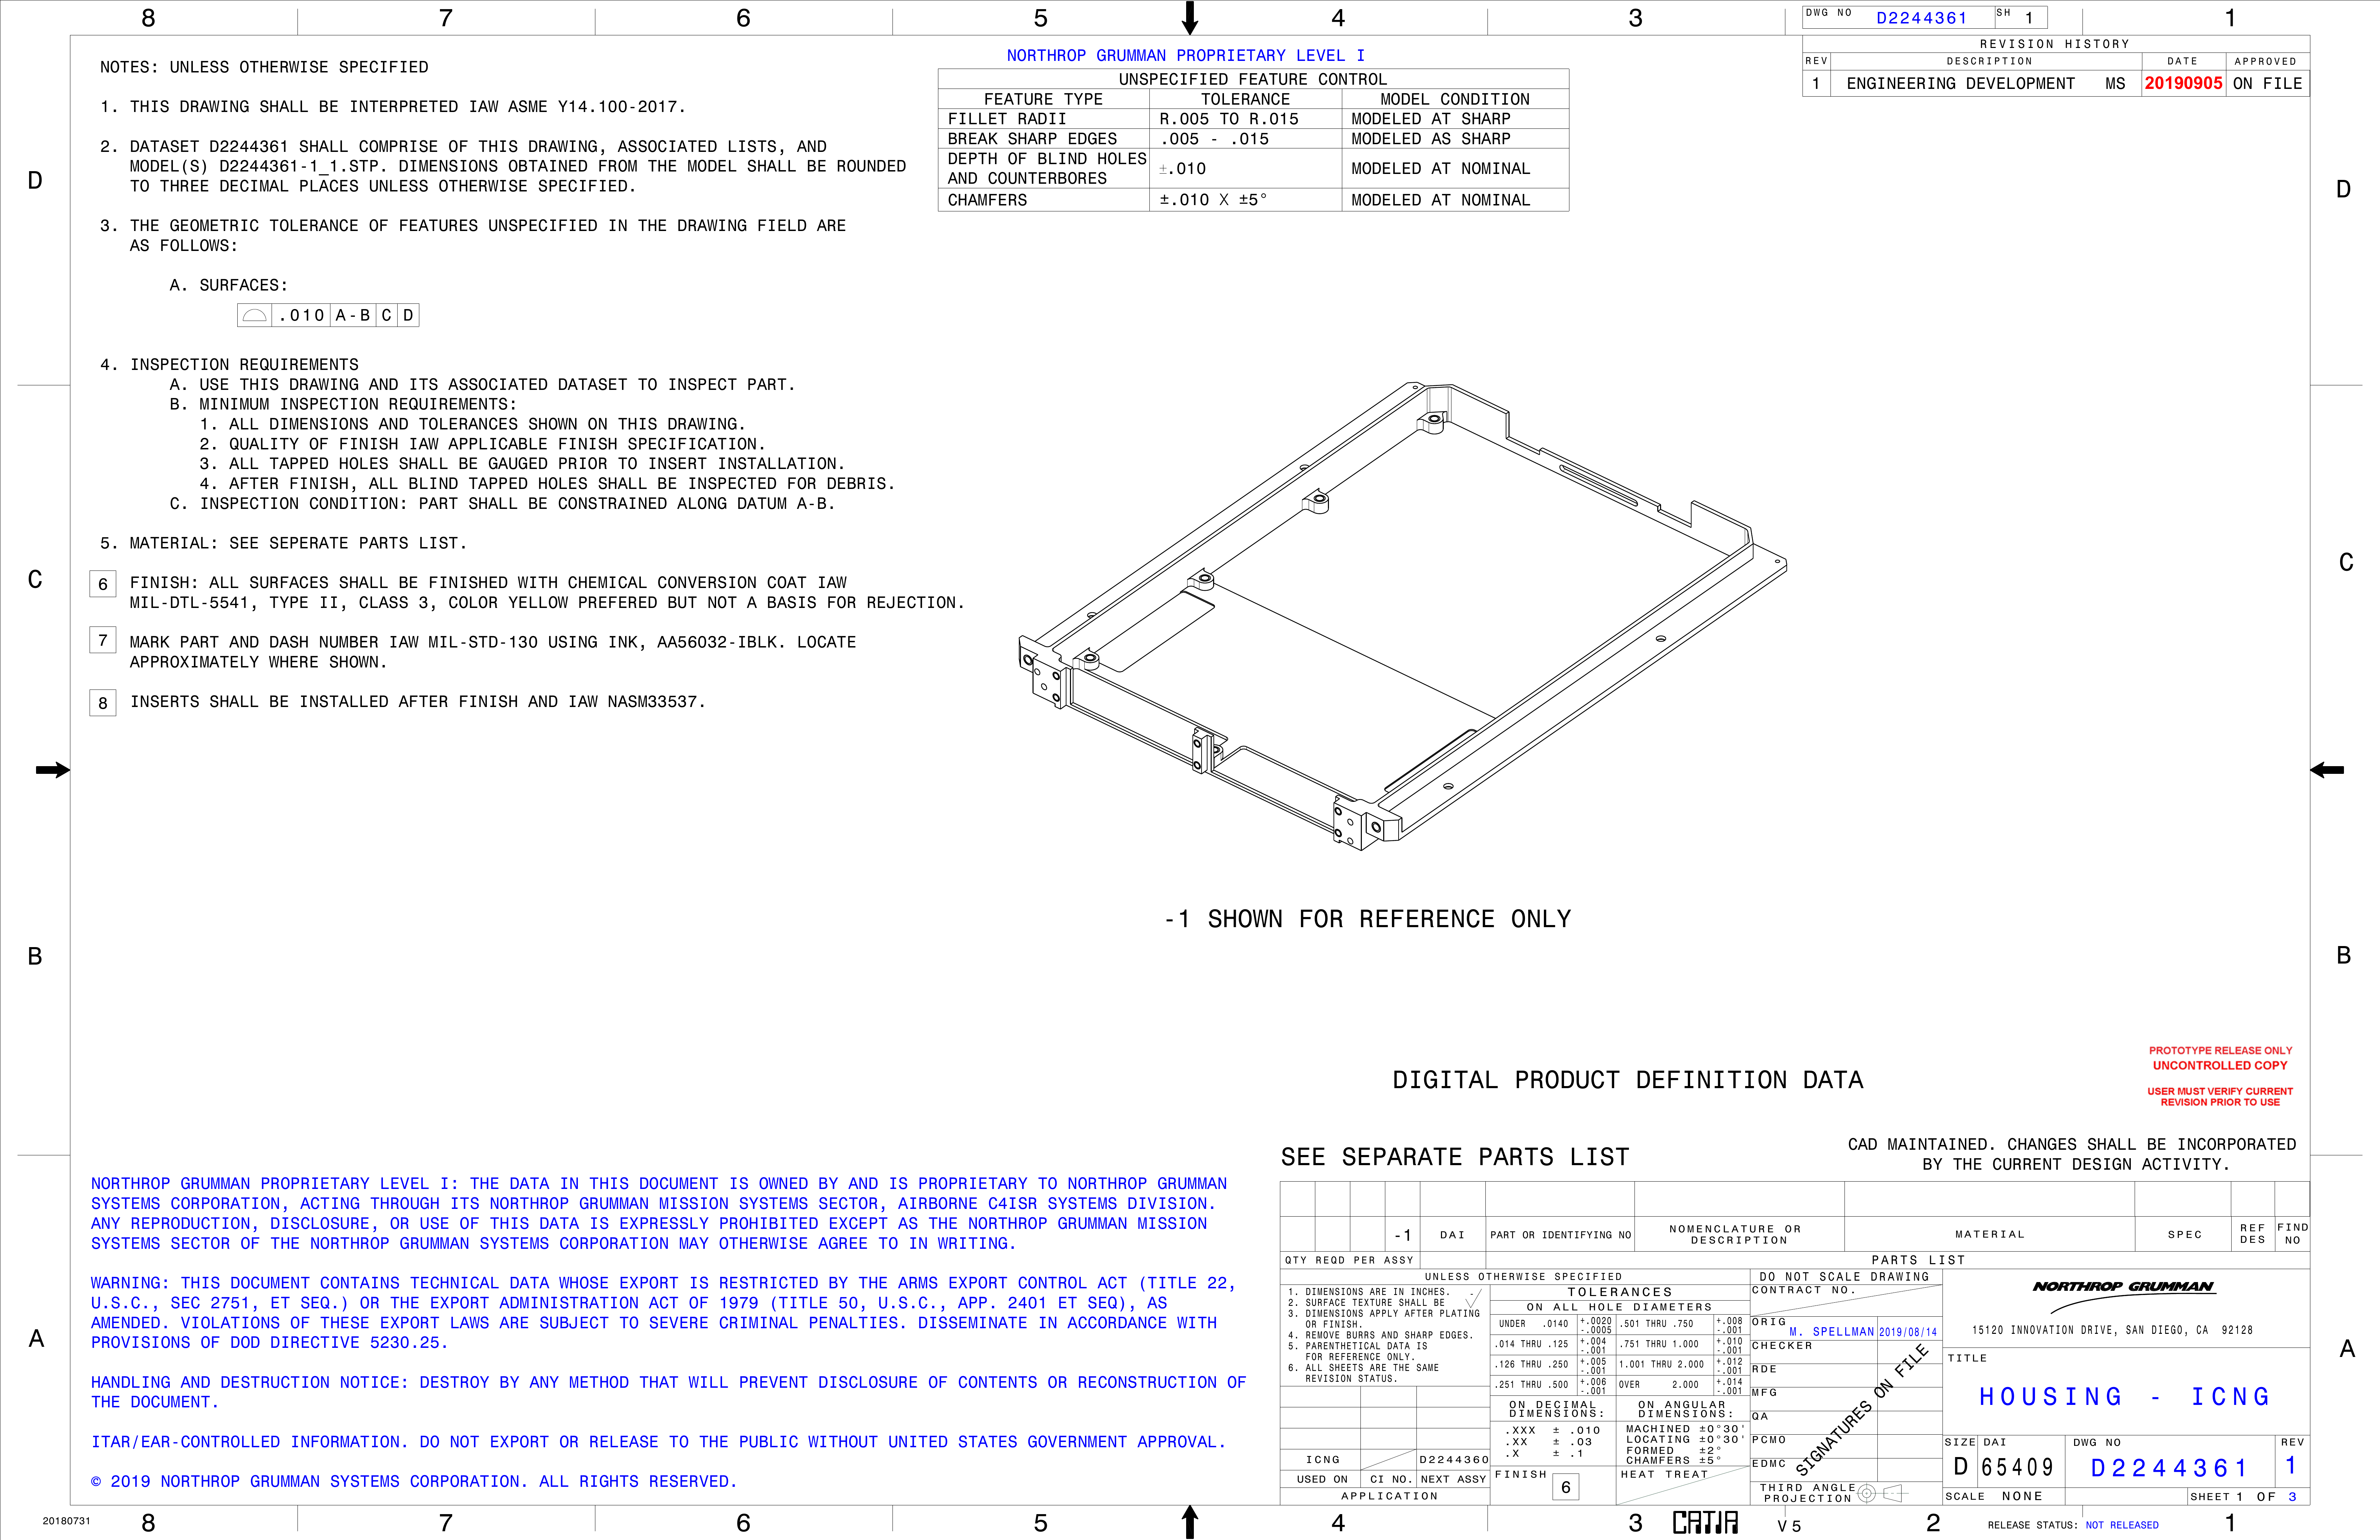 8 7 6 5 4 3 1
DWG NO D2244361 SH 1
REVISION HISTORY
REV DESCRIPTION DATE APPROVED
1 ENGINEERING DEVELOPMENT MS 20190905 ON FILE
NORTHROP GRUMMAN PROPRIETARY LEVEL I
UNSPECIFIED FEATURE CONTROL
FEATURE TYPE TOLERANCE MODEL CONDITION
FILLET RADII R.005 TO R.015 MODELED AT SHARP
BREAK SHARP EDGES .005 - .015 MODELED AS SHARP
DEPTH OF BLIND HOLES
AND COUNTERBORES ±.010 MODELED AT NOMINAL
CHAMFERS ±.010 X ±5° MODELED AT NOMINAL
NOTES: UNLESS OTHERWISE SPECIFIED
1. THIS DRAWING SHALL BE INTERPRETED IAW ASME Y14.100-2017.
2. DATASET D2244361 SHALL COMPRISE OF THIS DRAWING, ASSOCIATED LISTS, AND
MODEL(S) D2244361-1_1.STP. DIMENSIONS OBTAINED FROM THE MODEL SHALL BE ROUNDED
TO THREE DECIMAL PLACES UNLESS OTHERWISE SPECIFIED.
3. THE GEOMETRIC TOLERANCE OF FEATURES UNSPECIFIED IN THE DRAWING FIELD ARE
AS FOLLOWS:
A. SURFACES:
.010 A-B C D
4. INSPECTION REQUIREMENTS
A. USE THIS DRAWING AND ITS ASSOCIATED DATASET TO INSPECT PART.
B. MINIMUM INSPECTION REQUIREMENTS:
1. ALL DIMENSIONS AND TOLERANCES SHOWN ON THIS DRAWING.
2. QUALITY OF FINISH IAW APPLICABLE FINISH SPECIFICATION.
3. ALL TAPPED HOLES SHALL BE GAUGED PRIOR TO INSERT INSTALLATION.
4. AFTER FINISH, ALL BLIND TAPPED HOLES SHALL BE INSPECTED FOR DEBRIS.
C. INSPECTION CONDITION: PART SHALL BE CONSTRAINED ALONG DATUM A-B.
5. MATERIAL: SEE SEPERATE PARTS LIST.
6 FINISH: ALL SURFACES SHALL BE FINISHED WITH CHEMICAL CONVERSION COAT IAW
MIL-DTL-5541, TYPE II, CLASS 3, COLOR YELLOW PREFERED BUT NOT A BASIS FOR REJECTION.
7 MARK PART AND DASH NUMBER IAW MIL-STD-130 USING INK, AA56032-IBLK. LOCATE
APPROXIMATELY WHERE SHOWN.
8 INSERTS SHALL BE INSTALLED AFTER FINISH AND IAW NASM33537.
D D
C C
B B
A A
-1 SHOWN FOR REFERENCE ONLY
DIGITAL PRODUCT DEFINITION DATA
PROTOTYPE RELEASE ONLY
UNCONTROLLED COPY
USER MUST VERIFY CURRENT
REVISION PRIOR TO USE
SEE SEPARATE PARTS LIST
CAD MAINTAINED. CHANGES SHALL BE INCORPORATED
BY THE CURRENT DESIGN ACTIVITY.
NORTHROP GRUMMAN PROPRIETARY LEVEL I: THE DATA IN THIS DOCUMENT IS OWNED BY AND IS PROPRIETARY TO NORTHROP GRUMMAN
SYSTEMS CORPORATION, ACTING THROUGH ITS NORTHROP GRUMMAN MISSION SYSTEMS SECTOR, AIRBORNE C4ISR SYSTEMS DIVISION.
ANY REPRODUCTION, DISCLOSURE, OR USE OF THIS DATA IS EXPRESSLY PROHIBITED EXCEPT AS THE NORTHROP GRUMMAN MISSION
SYSTEMS SECTOR OF THE NORTHROP GRUMMAN SYSTEMS CORPORATION MAY OTHERWISE AGREE TO IN WRITING.
WARNING: THIS DOCUMENT CONTAINS TECHNICAL DATA WHOSE EXPORT IS RESTRICTED BY THE ARMS EXPORT CONTROL ACT (TITLE 22,
U.S.C., SEC 2751, ET SEQ.) OR THE EXPORT ADMINISTRATION ACT OF 1979 (TITLE 50, U.S.C., APP. 2401 ET SEQ), AS
AMENDED. VIOLATIONS OF THESE EXPORT LAWS ARE SUBJECT TO SEVERE CRIMINAL PENALTIES. DISSEMINATE IN ACCORDANCE WITH
PROVISIONS OF DOD DIRECTIVE 5230.25.
HANDLING AND DESTRUCTION NOTICE: DESTROY BY ANY METHOD THAT WILL PREVENT DISCLOSURE OF CONTENTS OR RECONSTRUCTION OF
THE DOCUMENT.
ITAR/EAR-CONTROLLED INFORMATION. DO NOT EXPORT OR RELEASE TO THE PUBLIC WITHOUT UNITED STATES GOVERNMENT APPROVAL.
© 2019 NORTHROP GRUMMAN SYSTEMS CORPORATION. ALL RIGHTS RESERVED.
-1 DAI PART OR IDENTIFYING NO NOMENCLATURE OR DESCRIPTION MATERIAL SPEC REF DES FIND NO
QTY REQD PER ASSY PARTS LIST
UNLESS OTHERWISE SPECIFIED
1. DIMENSIONS ARE IN INCHES.
2. SURFACE TEXTURE SHALL BE
3. DIMENSIONS APPLY AFTER PLATING
OR FINISH.
4. REMOVE BURRS AND SHARP EDGES.
5. PARENTHETICAL DATA IS
FOR REFERENCE ONLY.
6. ALL SHEETS ARE THE SAME
REVISION STATUS.
TOLERANCES
ON ALL HOLE DIAMETERS
UNDER .0140 +.0020 -.0005 .501 THRU .750 +.008 -.001
.014 THRU .125 +.004 -.001 .751 THRU 1.000 +.010 -.001
.126 THRU .250 +.005 -.001 1.001 THRU 2.000 +.012 -.001
.251 THRU .500 +.006 -.001 OVER 2.000 +.014 -.001
ON DECIMAL DIMENSIONS:
.XXX ± .010
.XX ± .03
.X ± .1
ON ANGULAR DIMENSIONS:
MACHINED ±0°30'
LOCATING ±0°30'
FORMED ±2°
CHAMFERS ±5°
ICNG D2244360
USED ON CI NO. NEXT ASSY
APPLICATION
FINISH 6
HEAT TREAT
DO NOT SCALE DRAWING
CONTRACT NO.
ORIG M. SPELLMAN 2019/08/14
CHECKER
RDE
MFG
QA
PCMO
EDMC
SIGNATURES ON FILE
THIRD ANGLE
PROJECTION
NORTHROP GRUMMAN
15120 INNOVATION DRIVE, SAN DIEGO, CA 92128
TITLE
HOUSING - ICNG
SIZE DAI DWG NO REV
D 65409 D2244361 1
SCALE NONE SHEET 1 OF 3
20180731
8 7 6 5 4 3 CATIA V5 2 1
RELEASE STATUS: NOT RELEASED